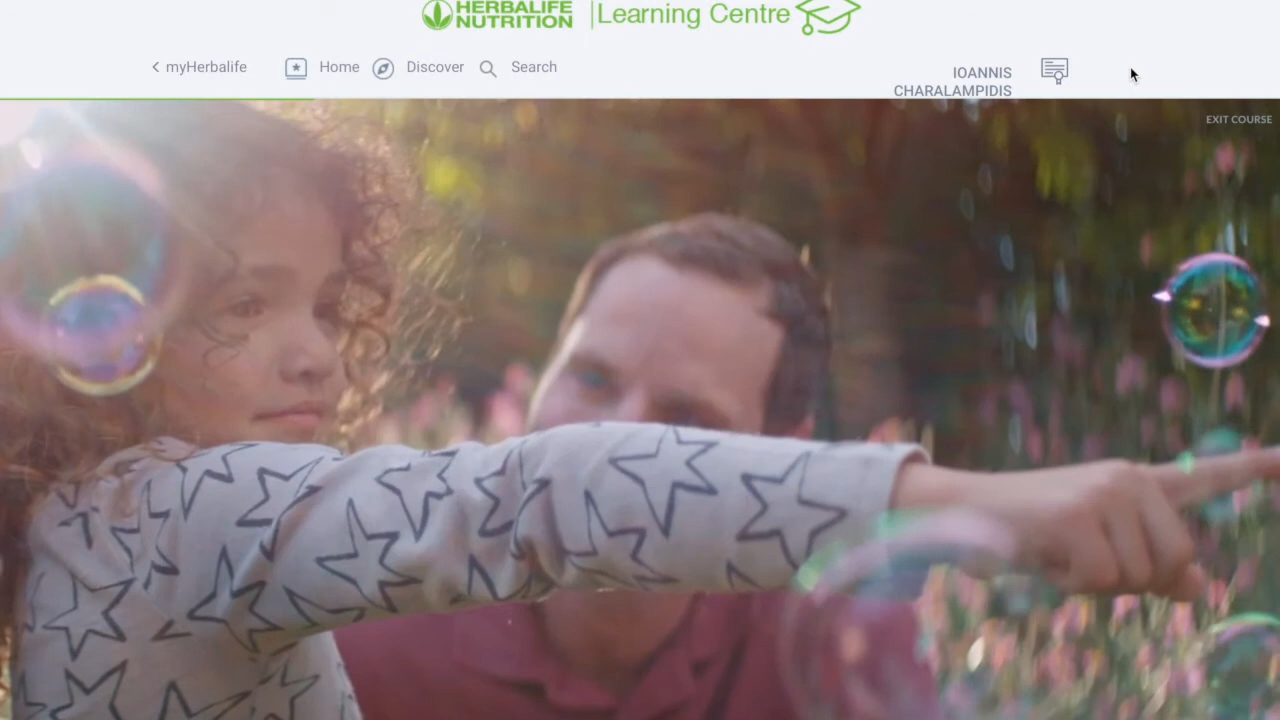 HERBALIFE
NUTRITION
Learning Centre
myHerbalife
Home
Discover
Search
IOANNIS
CHARALAMPIDIS
EXIT COURSE